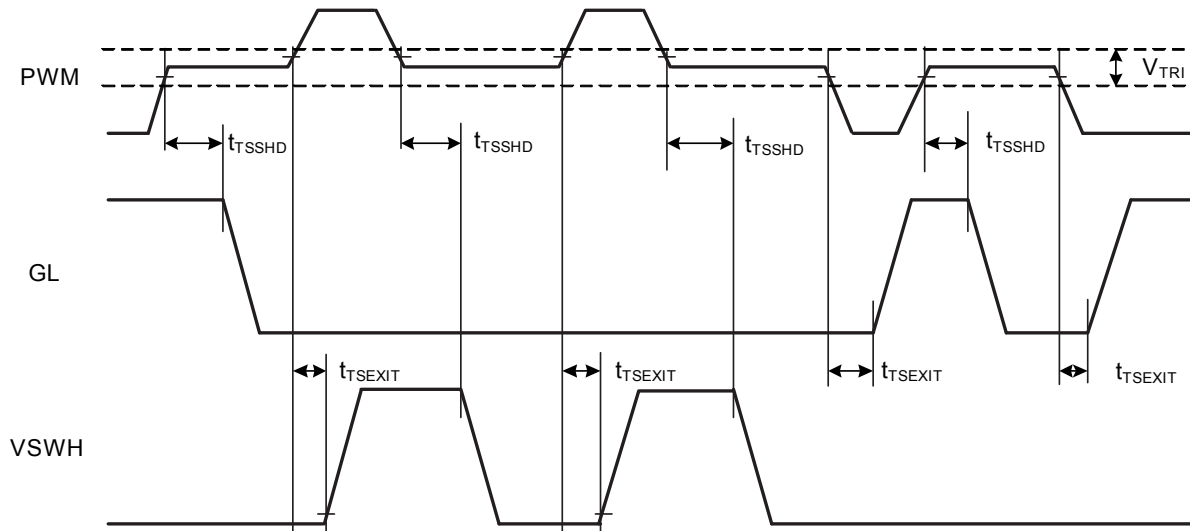 PWM
V_TRI
t_TSSHD
t_TSSHD
t_TSSHD
t_TSSHD
GL
t_TSEXIT
t_TSEXIT
t_TSEXIT
t_TSEXIT
VSWH